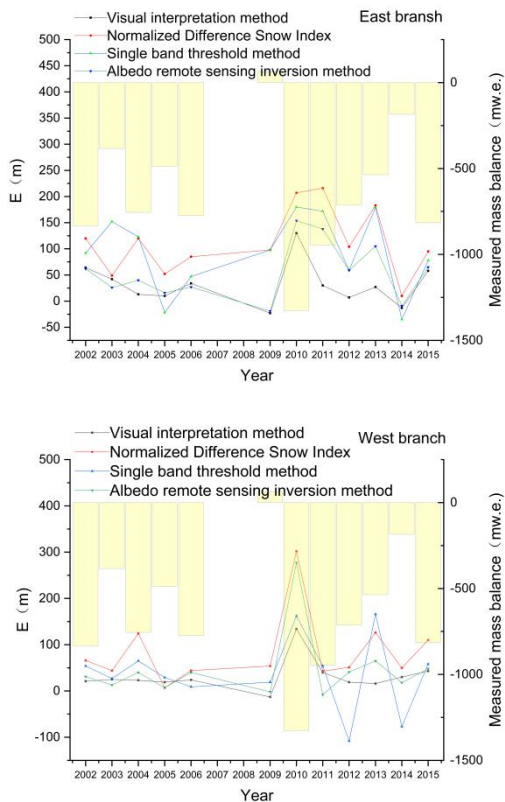 East bransh
Visual interpretation method
Normalized Difference Snow Index
Single band threshold method
Albedo remote sensing inversion method
500
450
400
350
300
250
200
150
100
50
0
-50
E (m)
0
-500
-1000
-1500
Measured mass balance (mw.e.)
2002 2003 2004 2005 2006 2007 2008 2009 2010 2011 2012 2013 2014 2015
Year
West branch
Visual interpretation method
Normalized Difference Snow Index
Single band threshold method
Albedo remote sensing inversion method
500
400
300
200
100
0
-100
E (m)
0
-500
-1000
-1500
Measured mass balance (mw.e.)
2002 2003 2004 2005 2006 2007 2008 2009 2010 2011 2012 2013 2014 2015
Year